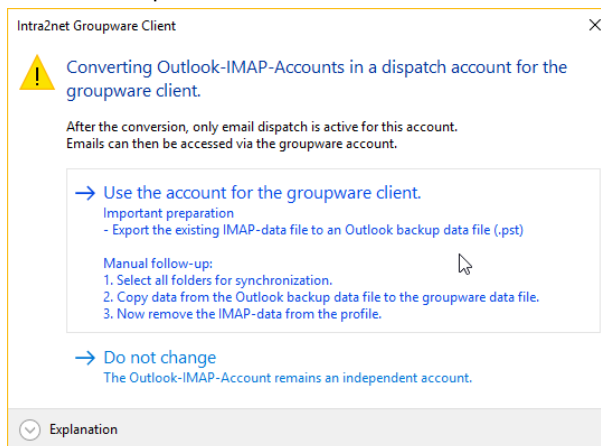 Intra2net Groupware Client
Converting Outlook-IMAP-Accounts in a dispatch account for the
groupware client.
After the conversion, only email dispatch is active for this account.
Emails can then be accessed via the groupware account.
Use the account for the groupware client.
Important preparation
- Export the existing IMAP-data file to an Outlook backup data file (.pst)
Manual follow-up:
1. Select all folders for synchronization.
2. Copy data from the Outlook backup data file to the groupware data file.
3. Now remove the IMAP-data from the profile.
Do not change
The Outlook-IMAP-Account remains an independent account.
Explanation